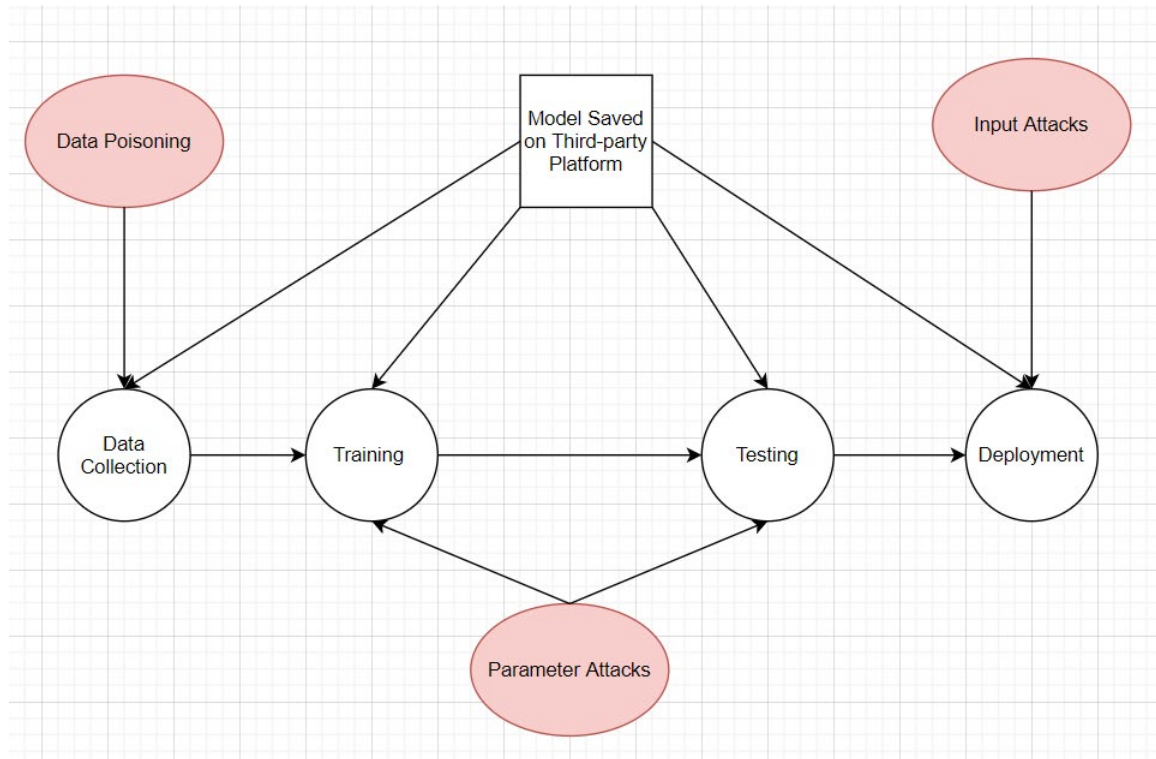 Data Poisoning
Model Saved
on Third-party
Platform
Input Attacks
Data
Collection
Training
Testing
Deployment
Parameter Attacks